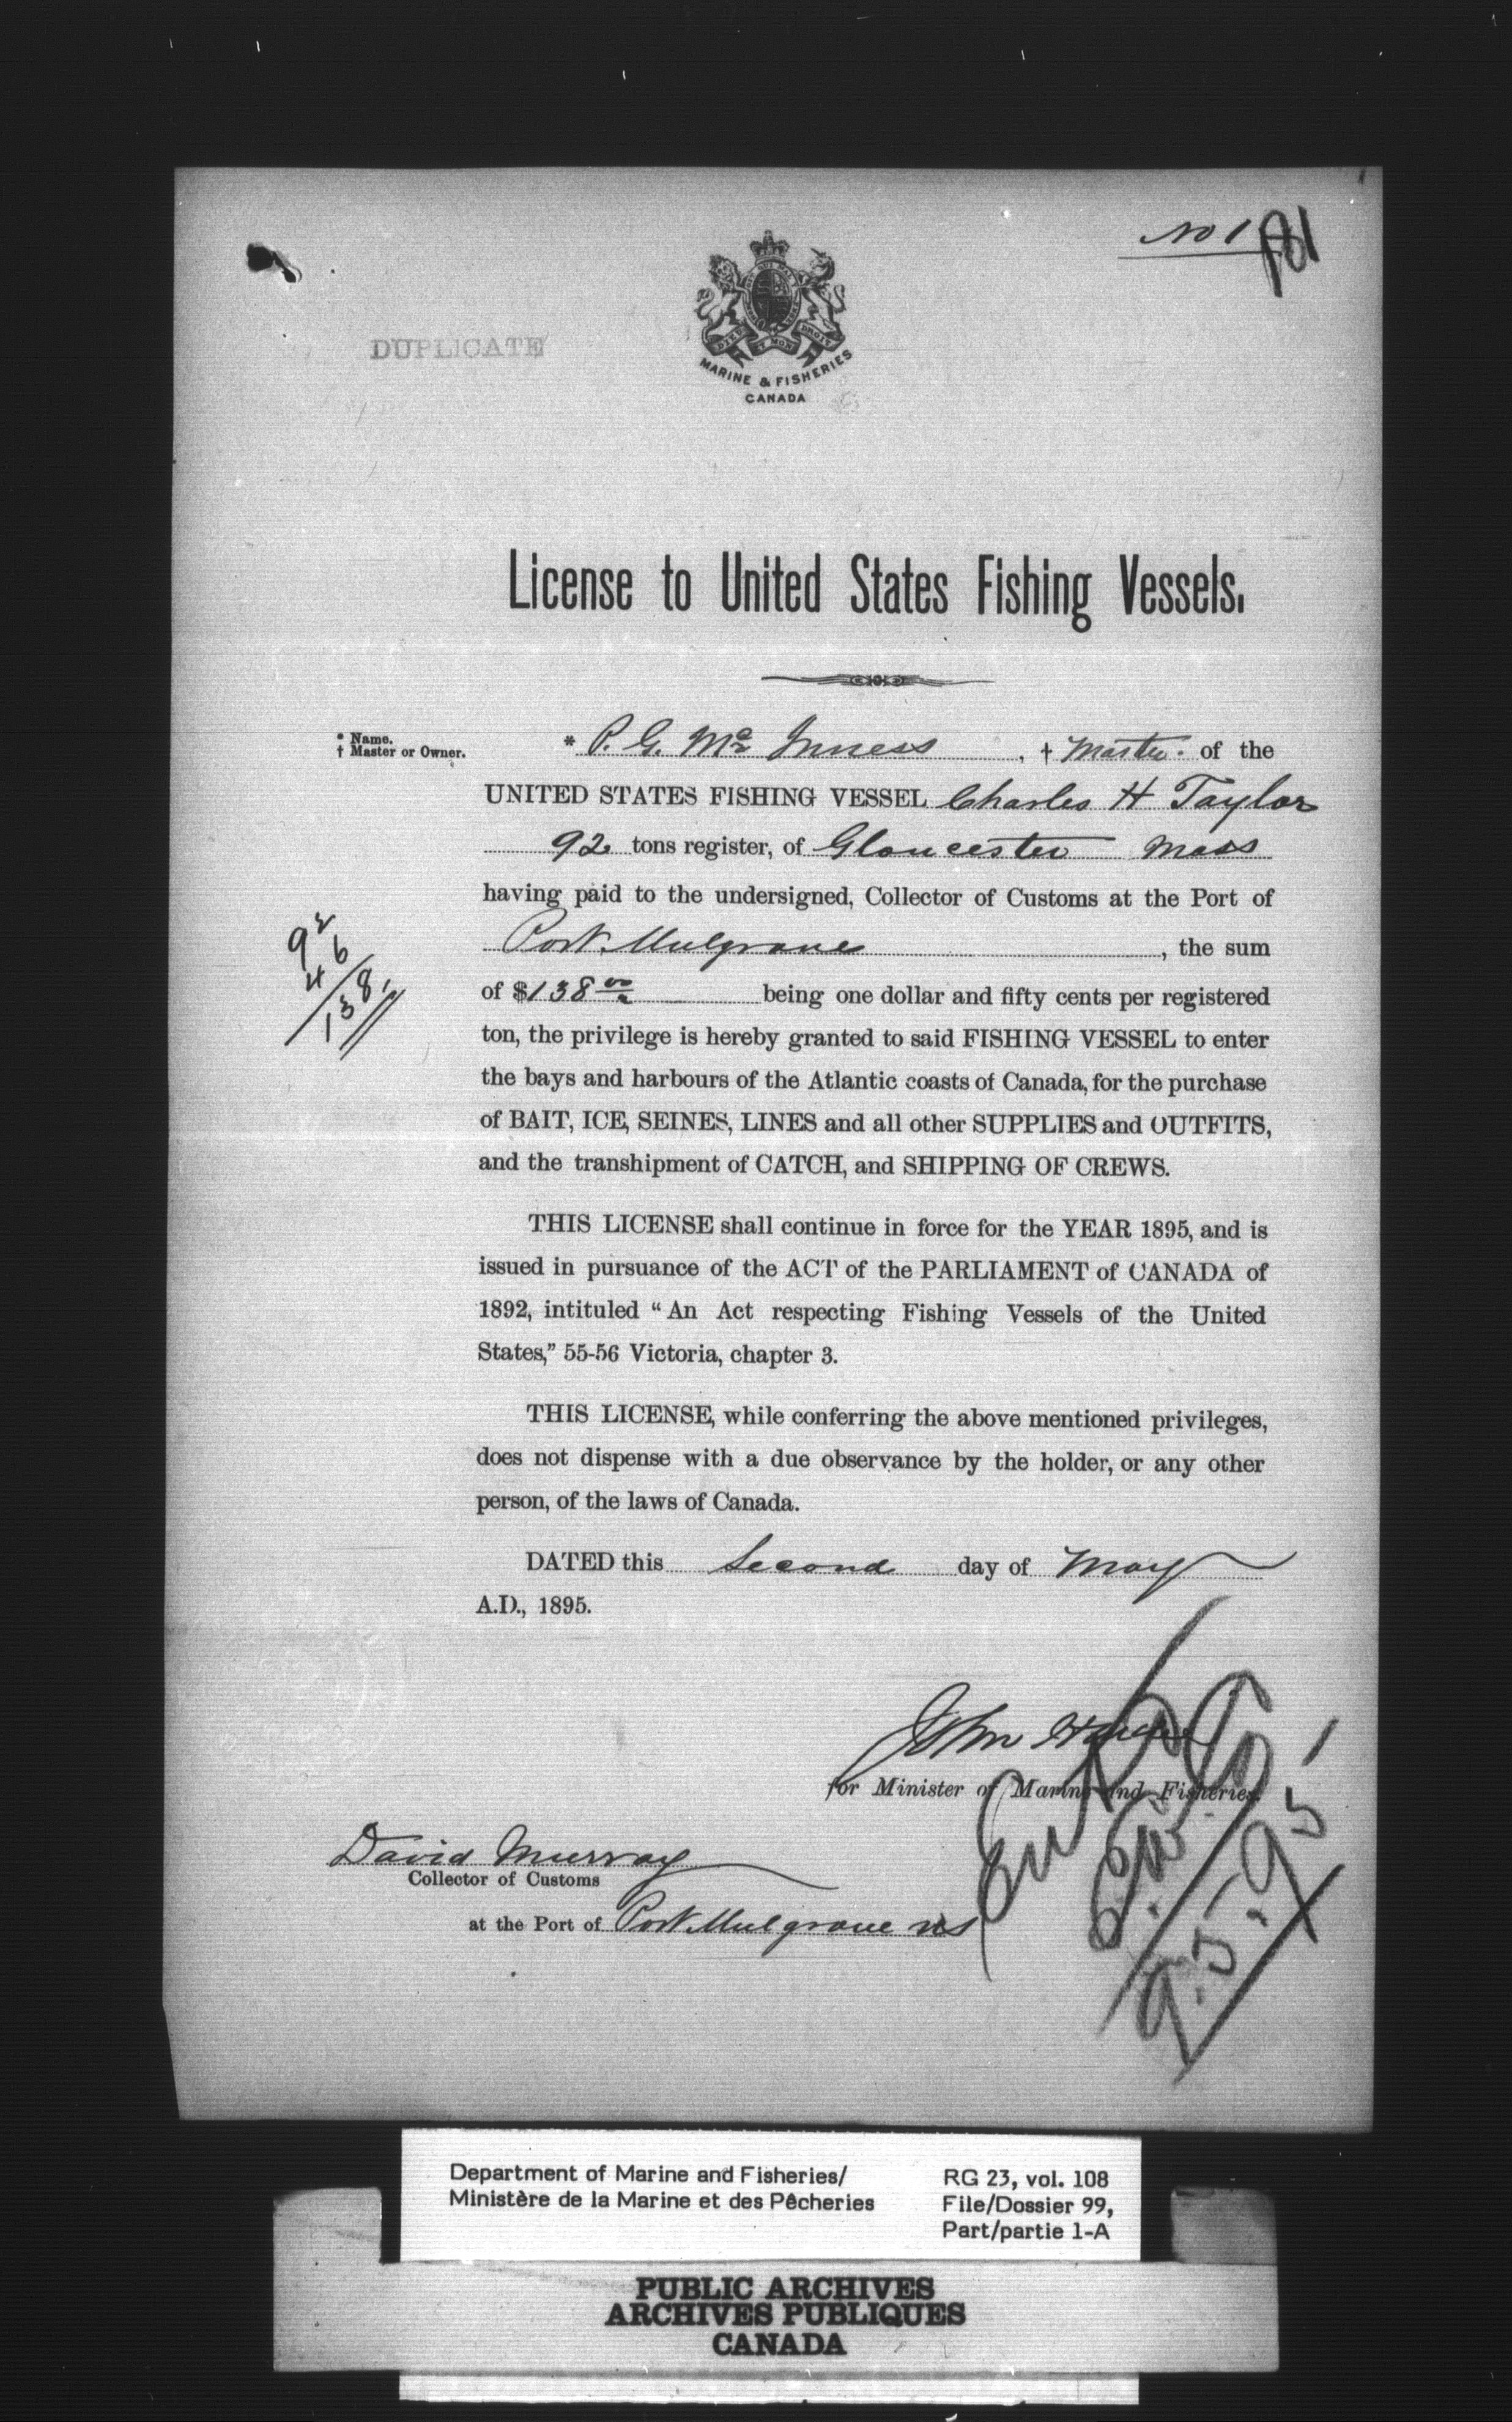 No 1
181
DUPLICATE
DIEU ET MON DROIT
MARINE & FISHERIES
CANADA
License to United States Fishing Vessels.
* Name.
† Master or Owner.
* P. G. Mc Inness, † Master of the
UNITED STATES FISHING VESSEL Charles H Taylor
92 tons register, of Gloucester Mass
having paid to the undersigned, Collector of Customs at the Port of
Port Mulgrave, the sum
of $138 00 being one dollar and fifty cents per registered
92
46
138
ton, the privilege is hereby granted to said FISHING VESSEL to enter
the bays and harbours of the Atlantic coasts of Canada, for the purchase
of BAIT, ICE, SEINES, LINES and all other SUPPLIES and OUTFITS,
and the transhipment of CATCH, and SHIPPING OF CREWS.
THIS LICENSE shall continue in force for the YEAR 1895, and is
issued in pursuance of the ACT of the PARLIAMENT of CANADA of
1892, intituled “An Act respecting Fishing Vessels of the United
States,” 55-56 Victoria, chapter 3.
THIS LICENSE, while conferring the above mentioned privileges,
does not dispense with a due observance by the holder, or any other
person, of the laws of Canada.
DATED this Second day of May
A.D., 1895.
John
for Minister of Marine and Fisheries.
9.5.95
David Murray
Collector of Customs
at the Port of Port Mulgrave NS
Department of Marine and Fisheries/
Ministère de la Marine et des Pêcheries
RG 23, vol. 108
File/Dossier 99,
Part/partie 1-A
PUBLIC ARCHIVES
ARCHIVES PUBLIQUES
CANADA